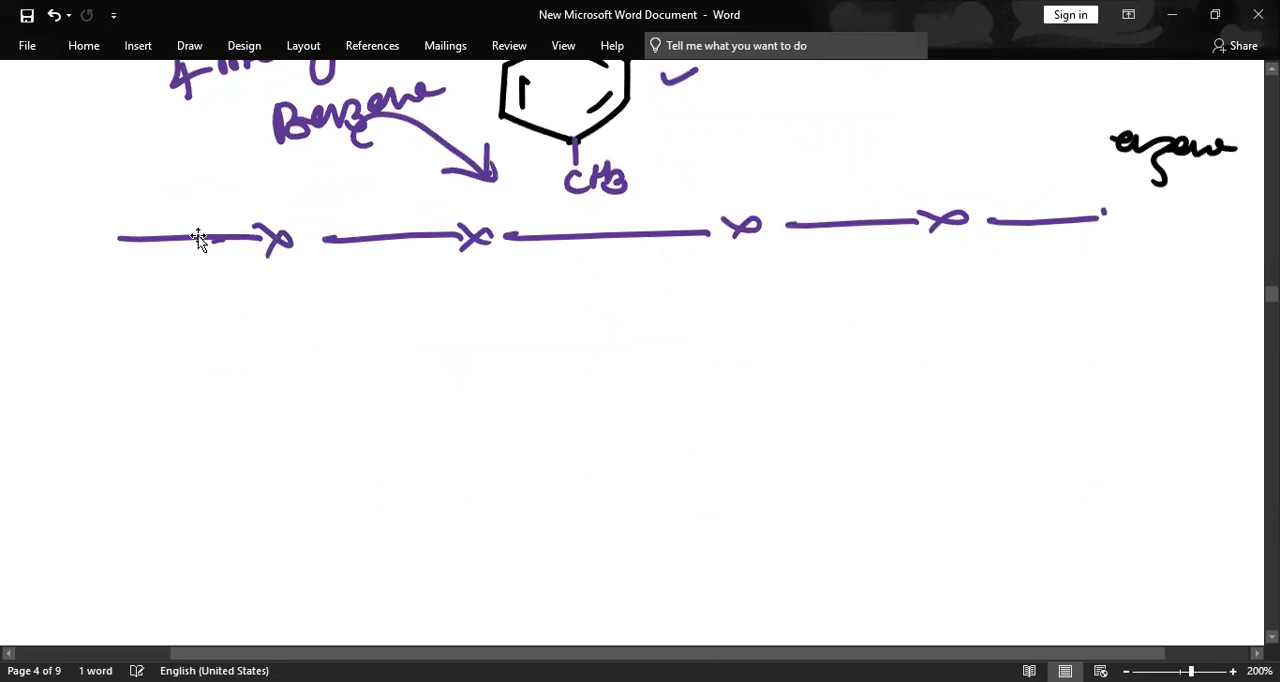 New Microsoft Word Document - Word
Sign in
File Home Insert Draw Design Layout References Mailings Review View Help Tell me what you want to do
Share
Benzene
CH3
Page 4 of 9 1 word English (United States)
200%